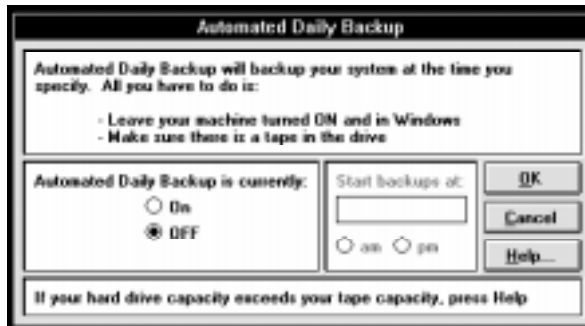 Automated Daily Backup
Automated Daily Backup will backup your system at the time you
specify. All you have to do is:
- Leave your machine turned ON and in Windows
- Make sure there is a tape in the drive
Automated Daily Backup is currently:
On
OFF
Start backups at:
am pm
OK
Cancel
Help...
If your hard drive capacity exceeds your tape capacity, press Help